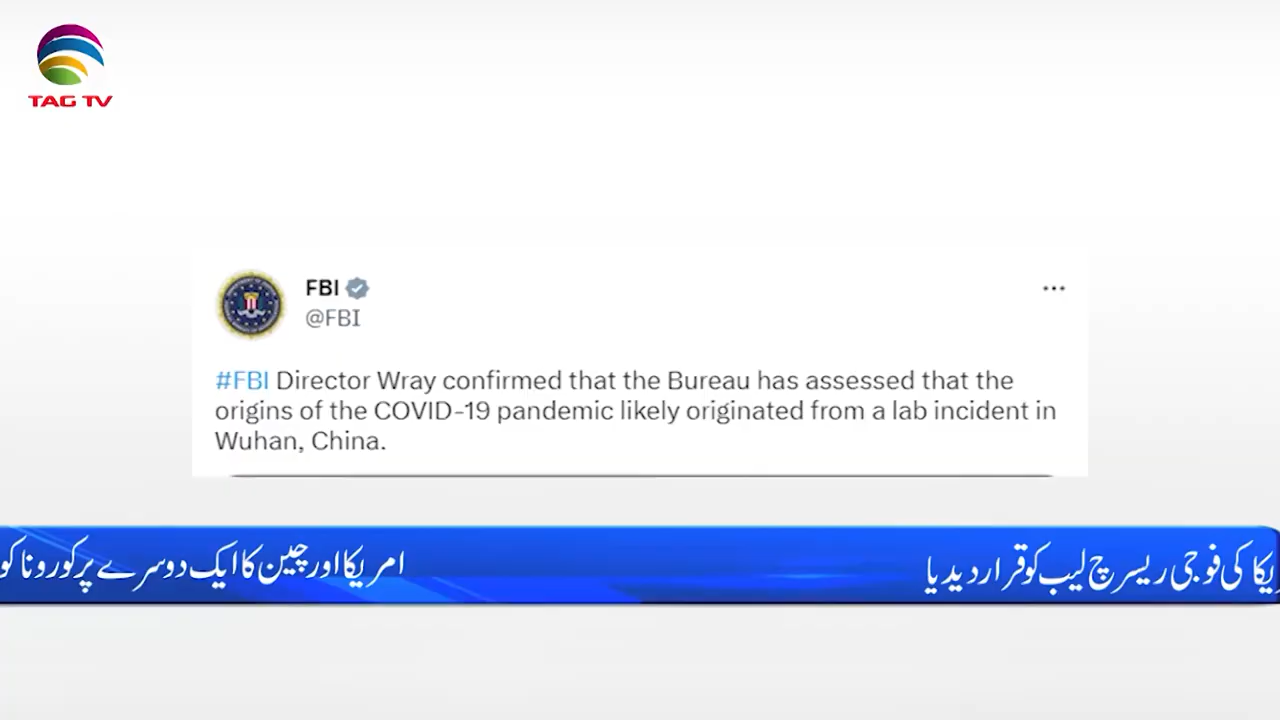 TAG TV
FBI
@FBI
#FBI Director Wray confirmed that the Bureau has assessed that the
origins of the COVID-19 pandemic likely originated from a lab incident in
Wuhan, China.
کی فوجی ریسرچ لیب کو قرار دیدیا
امریکا اور چین کا ایک دوسرے پر کورونا کو